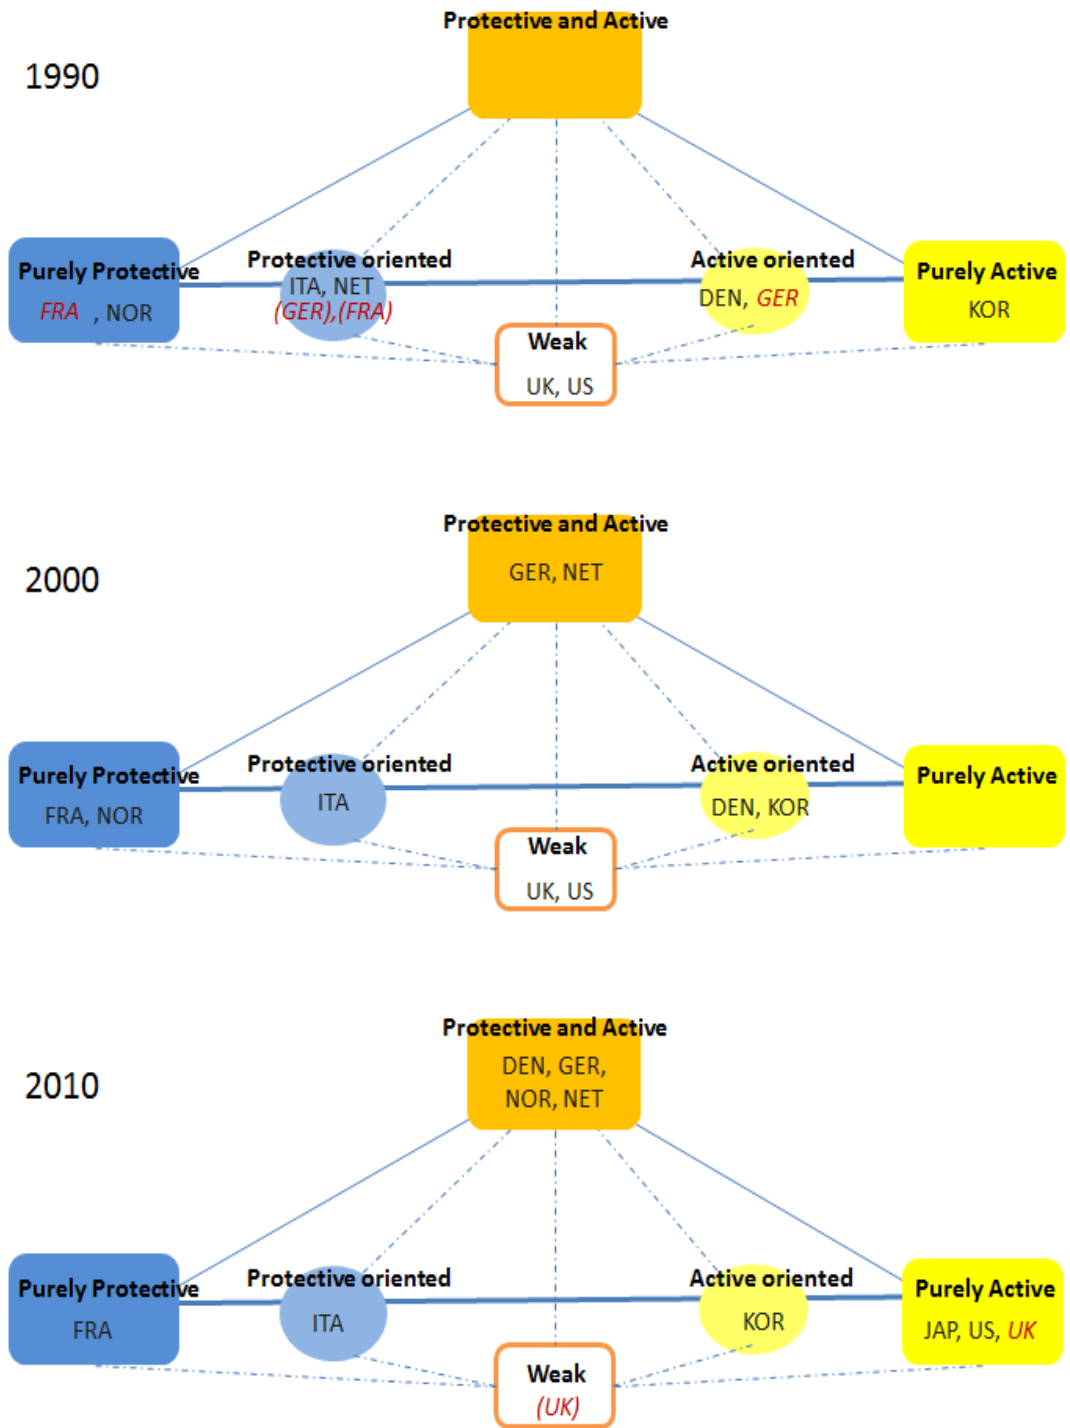 Protective and Active
1990
Purely Protective
FRA , NOR
Protective oriented
ITA, NET
(GER),(FRA)
Active oriented
DEN, GER
Purely Active
KOR
Weak
UK, US
Protective and Active
GER, NET
2000
Purely Protective
FRA, NOR
Protective oriented
ITA
Active oriented
DEN, KOR
Purely Active
Weak
UK, US
Protective and Active
DEN, GER,
NOR, NET
2010
Purely Protective
FRA
Protective oriented
ITA
Active oriented
KOR
Purely Active
JAP, US, UK
Weak
(UK)